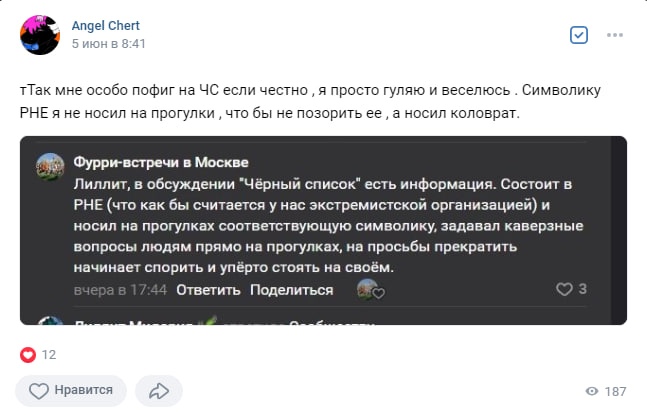 Angel Chert
5 июн в 8:41
тТак мне особо пофиг на ЧС если честно , я просто гуляю и веселюсь . Символику
РНЕ я не носил на прогулки , что бы не позорить ее , а носил коловрат.
Фурри-встречи в Москве
Лиллит, в обсуждении "Чёрный список" есть информация. Состоит в
РНЕ (что как бы считается у нас экстремистской организацией) и
носил на прогулках соответствующую символику, задавал каверзные
вопросы людям прямо на прогулках, на просьбы прекратить
начинает спорить и упёрто стоять на своём.
вчера в 17:44 Ответить Поделиться 3
12
Нравится
187